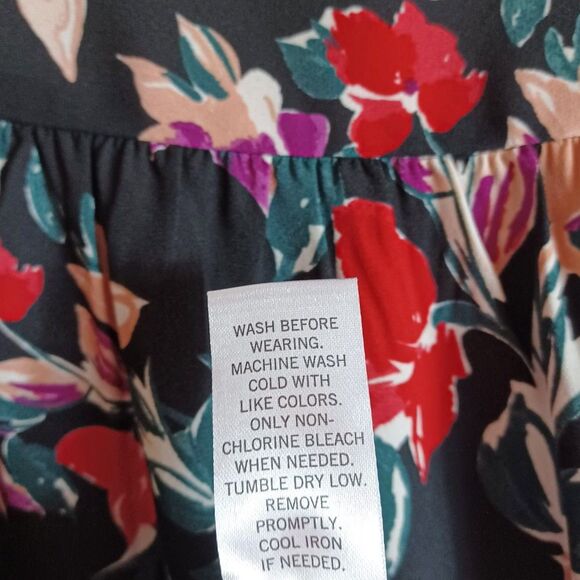 WASH BEFORE
WEARING.
MACHINE WASH
COLD WITH
LIKE COLORS.
ONLY NON-
CHLORINE BLEACH
WHEN NEEDED.
TUMBLE DRY LOW.
REMOVE
PROMPTLY.
COOL IRON
IF NEEDED.